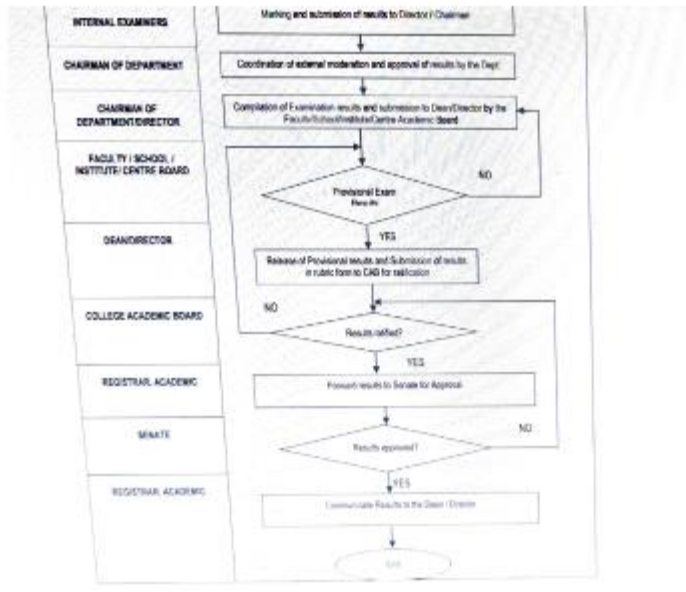 INTERNAL EXAMINERS
Marking and submission of results to Director / Chairman
CHAIRMAN OF DEPARTMENT
Coordination of external moderation and approval of results by the Dept
CHAIRMAN OF
DEPARTMENT/DIRECTOR
Compilation of Examination results and submission to Dean/Director by the
Faculty/School/Institute/Centre Academic Board
FACULTY / SCHOOL /
INSTITUTE/ CENTRE BOARD
NO
Provisional Exam
Results
YES
DEAN/DIRECTOR
Release of Provisional results and Submission of results
in rubric form to CAB for ratification
NO
COLLEGE ACADEMIC BOARD
Results ratified?
YES
REGISTRAR, ACADEMIC
Forward results to Senate for Approval
NO
SENATE
Results approved?
YES
REGISTRAR, ACADEMIC
Communicate Results to the Dean / Director